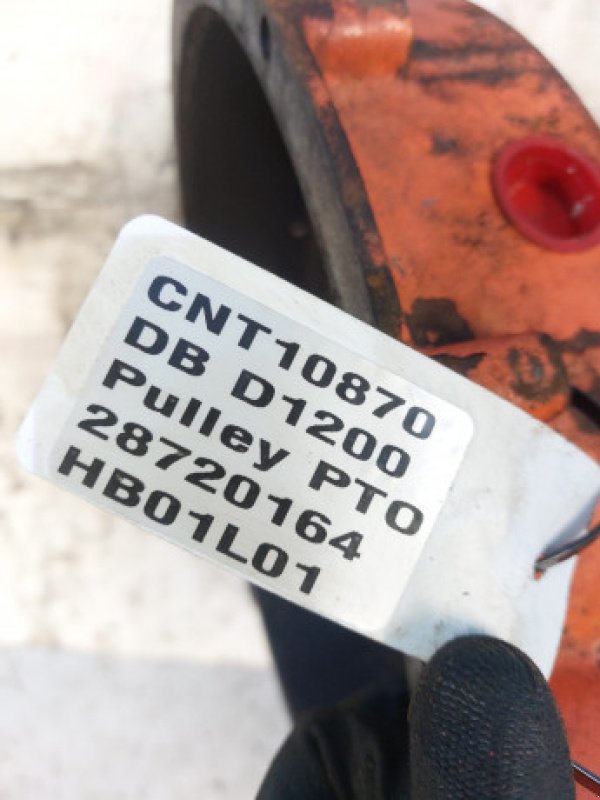 CNT10870
DB D1200
Pulley PTO
28720164
HB01L01